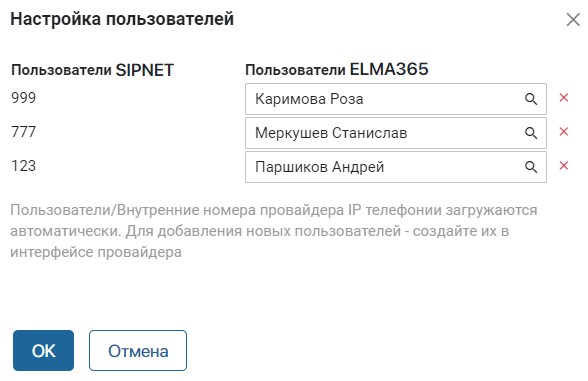 Настройка пользователей
Пользователи SIPNET Пользователи ELMA365
999 Каримова Роза
777 Меркушев Станислав
123 Паршиков Андрей
Пользователи/Внутренние номера провайдера IP телефонии загружаются
автоматически. Для добавления новых пользователей - создайте их в
интерфейсе провайдера
OK Отмена